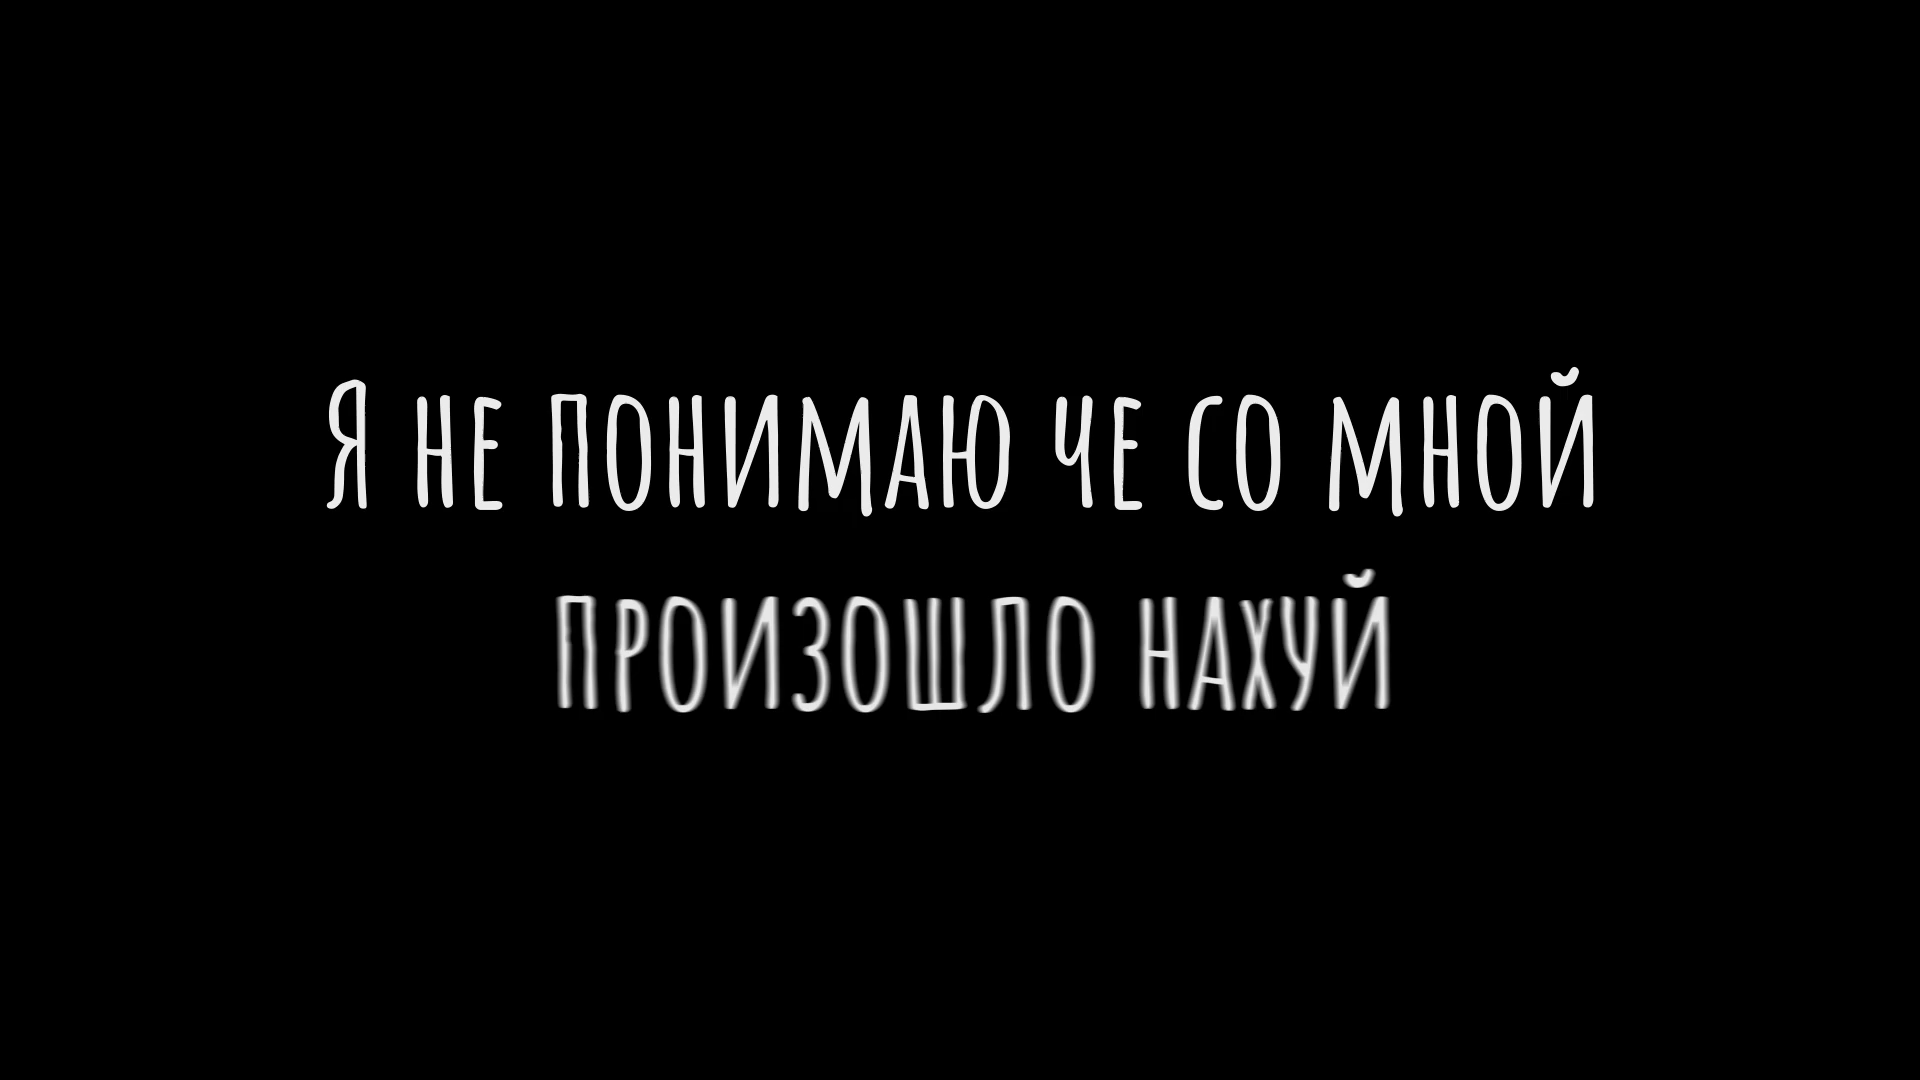 Я не понимаю че со мной
произошло нахуй